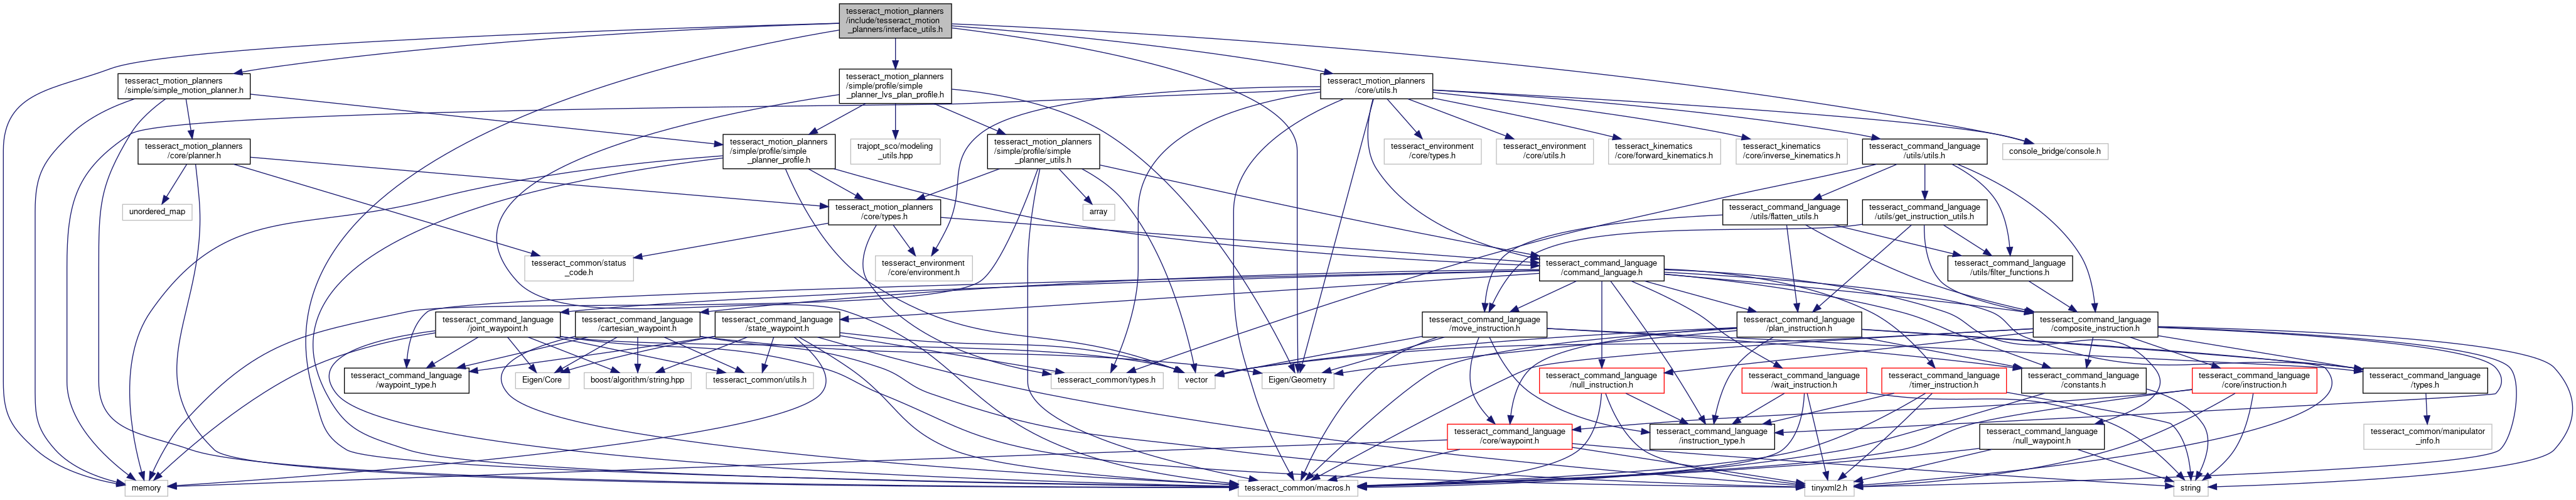 tesseract_motion_planners
/include/tesseract_motion
_planners/interface_utils.h
tesseract_motion_planners
/simple/simple_motion_planner.h
tesseract_motion_planners
/simple/profile/simple
_planner_lvs_plan_profile.h
tesseract_motion_planners
/core/utils.h
tesseract_motion_planners
/core/planner.h
tesseract_motion_planners
/simple/profile/simple
_planner_profile.h
trajopt_sco/modeling
_utils.hpp
tesseract_motion_planners
/simple/profile/simple
_planner_utils.h
tesseract_environment
/core/types.h
tesseract_environment
/core/utils.h
tesseract_kinematics
/core/forward_kinematics.h
tesseract_kinematics
/core/inverse_kinematics.h
tesseract_command_language
/utils/utils.h
console_bridge/console.h
unordered_map
tesseract_motion_planners
/core/types.h
array
tesseract_command_language
/utils/flatten_utils.h
tesseract_command_language
/utils/get_instruction_utils.h
tesseract_common/status
_code.h
tesseract_environment
/core/environment.h
tesseract_command_language
/command_language.h
tesseract_command_language
/utils/filter_functions.h
tesseract_command_language
/joint_waypoint.h
tesseract_command_language
/cartesian_waypoint.h
tesseract_command_language
/state_waypoint.h
tesseract_command_language
/move_instruction.h
tesseract_command_language
/plan_instruction.h
tesseract_command_language
/composite_instruction.h
tesseract_command_language
/waypoint_type.h
Eigen/Core
boost/algorithm/string.hpp
tesseract_common/utils.h
tesseract_common/types.h
vector
Eigen/Geometry
tesseract_command_language
/null_instruction.h
tesseract_command_language
/wait_instruction.h
tesseract_command_language
/timer_instruction.h
tesseract_command_language
/constants.h
tesseract_command_language
/core/instruction.h
tesseract_command_language
/types.h
tesseract_command_language
/core/waypoint.h
tesseract_command_language
/instruction_type.h
tesseract_command_language
/null_waypoint.h
tesseract_common/manipulator
_info.h
memory
tesseract_common/macros.h
tinyxml2.h
string